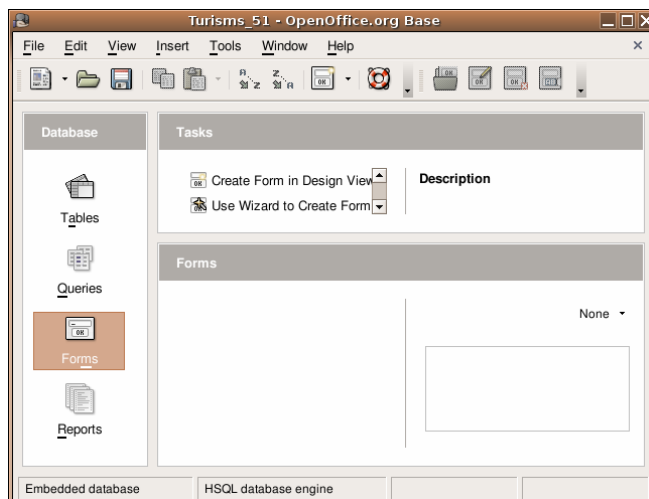 Turisms_51 - OpenOffice.org Base
File Edit View Insert Tools Window Help
Database
Tables
Queries
Forms
Reports
Tasks
Create Form in Design View
Use Wizard to Create Form
Description
Forms
None
Embedded database
HSQL database engine